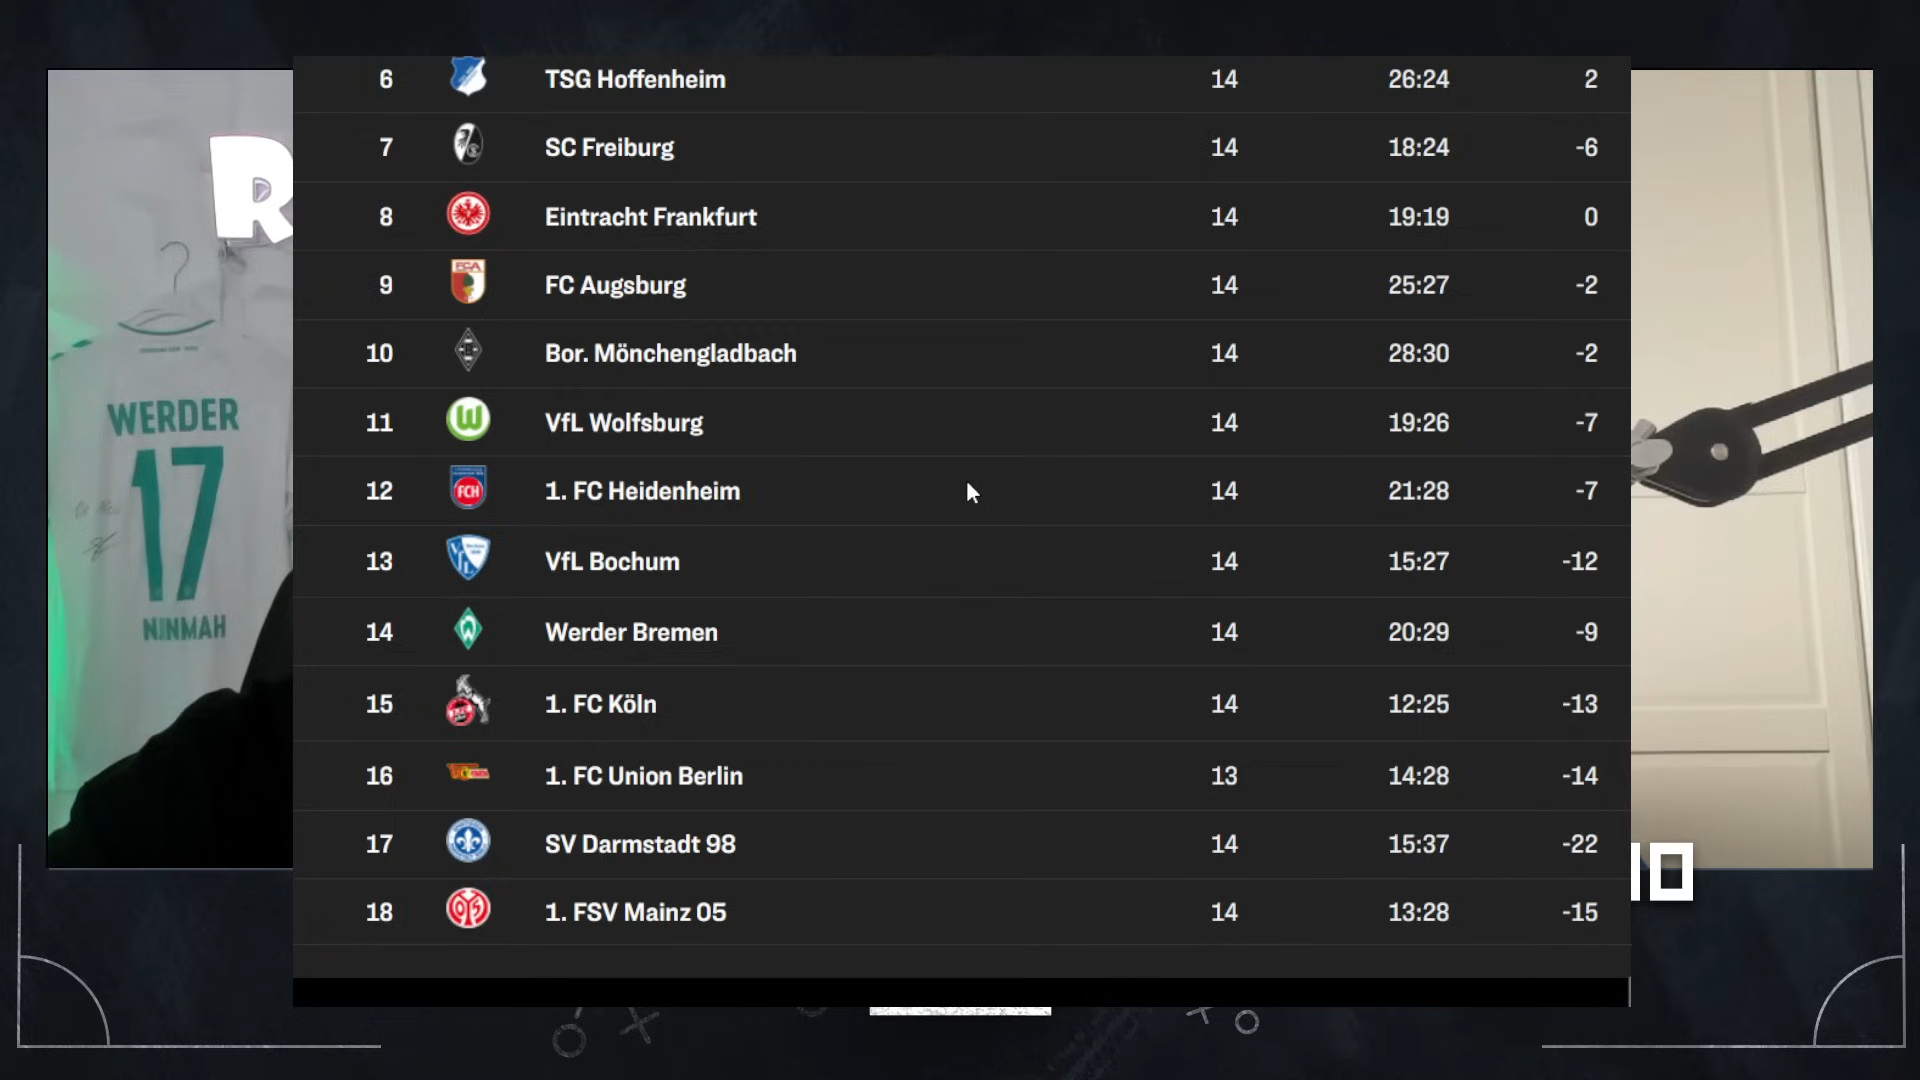 6 TSG Hoffenheim 14 26:24 2
7 SC Freiburg 14 18:24 -6
8 Eintracht Frankfurt 14 19:19 0
9 FC Augsburg 14 25:27 -2
10 Bor. Mönchengladbach 14 28:30 -2
11 VfL Wolfsburg 14 19:26 -7
12 1. FC Heidenheim 14 21:28 -7
13 VfL Bochum 14 15:27 -12
14 Werder Bremen 14 20:29 -9
15 1. FC Köln 14 12:25 -13
16 1. FC Union Berlin 13 14:28 -14
17 SV Darmstadt 98 14 15:37 -22
18 1. FSV Mainz 05 14 13:28 -15
R
WERDER
17
NINMAH
FCA
FCH
W